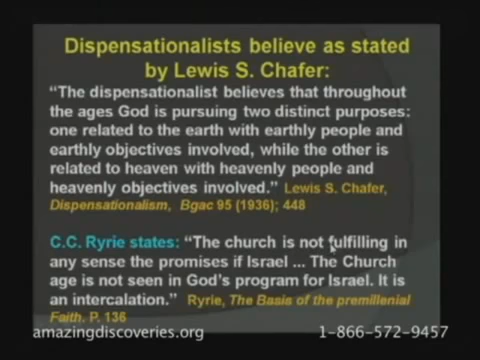 Dispensationalists believe as stated
by Lewis S. Chafer:
“The dispensationalist believes that throughout
the ages God is pursuing two distinct purposes:
one related to the earth with earthly people and
earthly objectives involved, while the other is
related to heaven with heavenly people and
heavenly objectives involved.” Lewis S. Chafer,
Dispensationalism, Bgac 95 (1936); 448
C.C. Ryrie states: “The church is not fulfilling in
any sense the promises if Israel ... The Church
age is not seen in God's program for Israel. It is
an intercalation.” Ryrie, The Basis of the premillenial
Faith. P. 136
amazingdiscoveries.org 1-866-572-9457